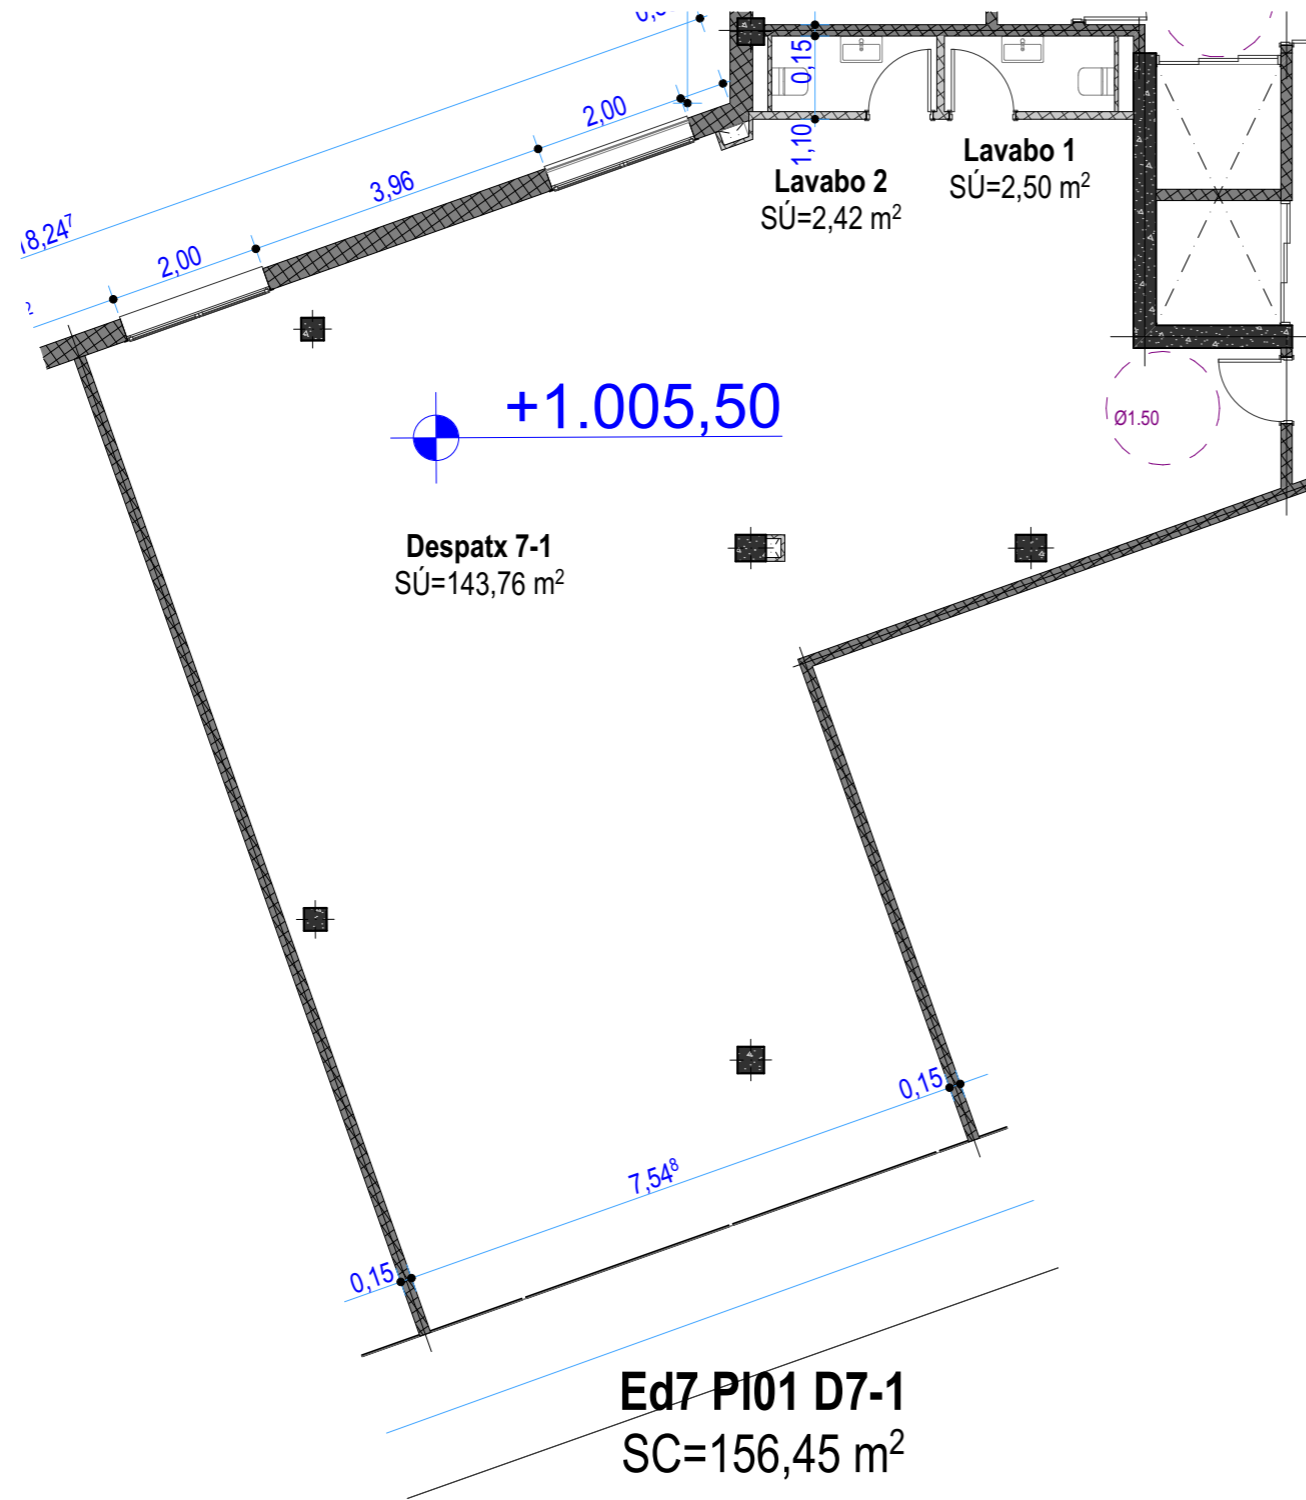 0,15
2,00
1,10
Lavabo 1
SÚ=2,50 m²
Lavabo 2
SÚ=2,42 m²
3,96
18,24⁷
2,00
+1.005,50
Ø1.50
Despatx 7-1
SÚ=143,76 m²
0,15
7,54⁸
0,15
Ed7 Pl01 D7-1
SC=156,45 m²